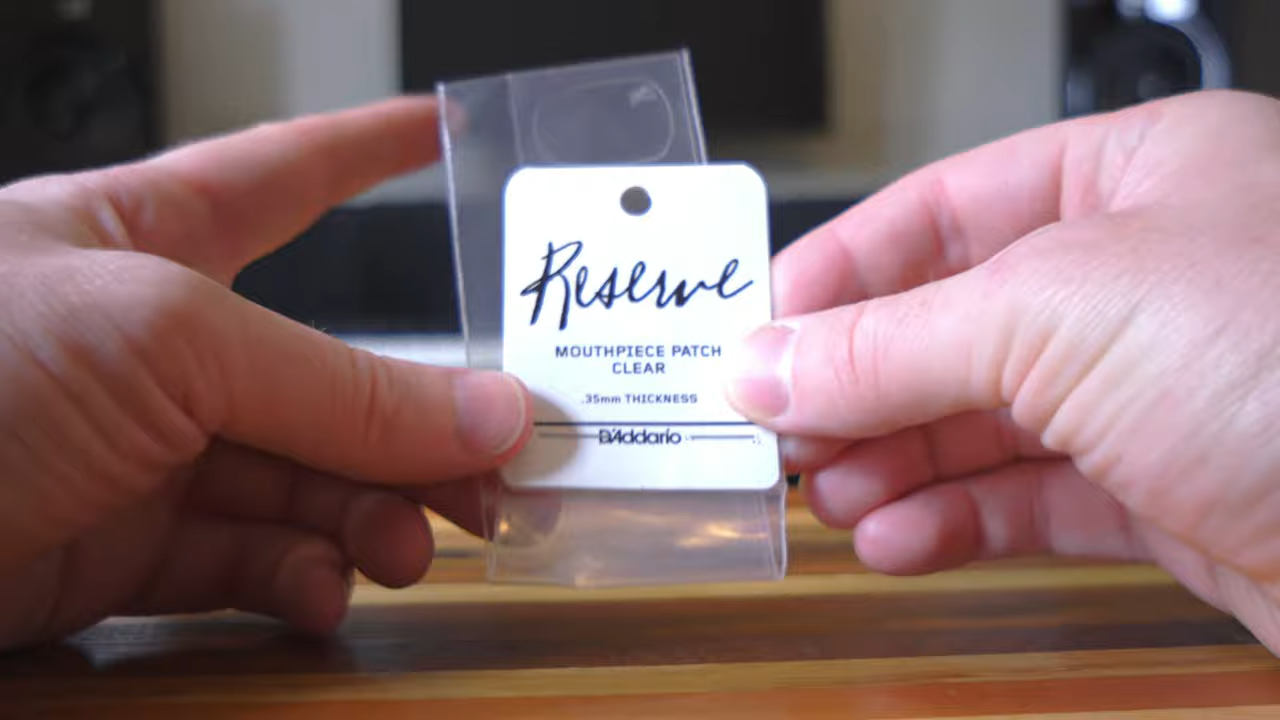 Reserve
MOUTHPIECE PATCH
CLEAR
.35mm THICKNESS
D'Addario